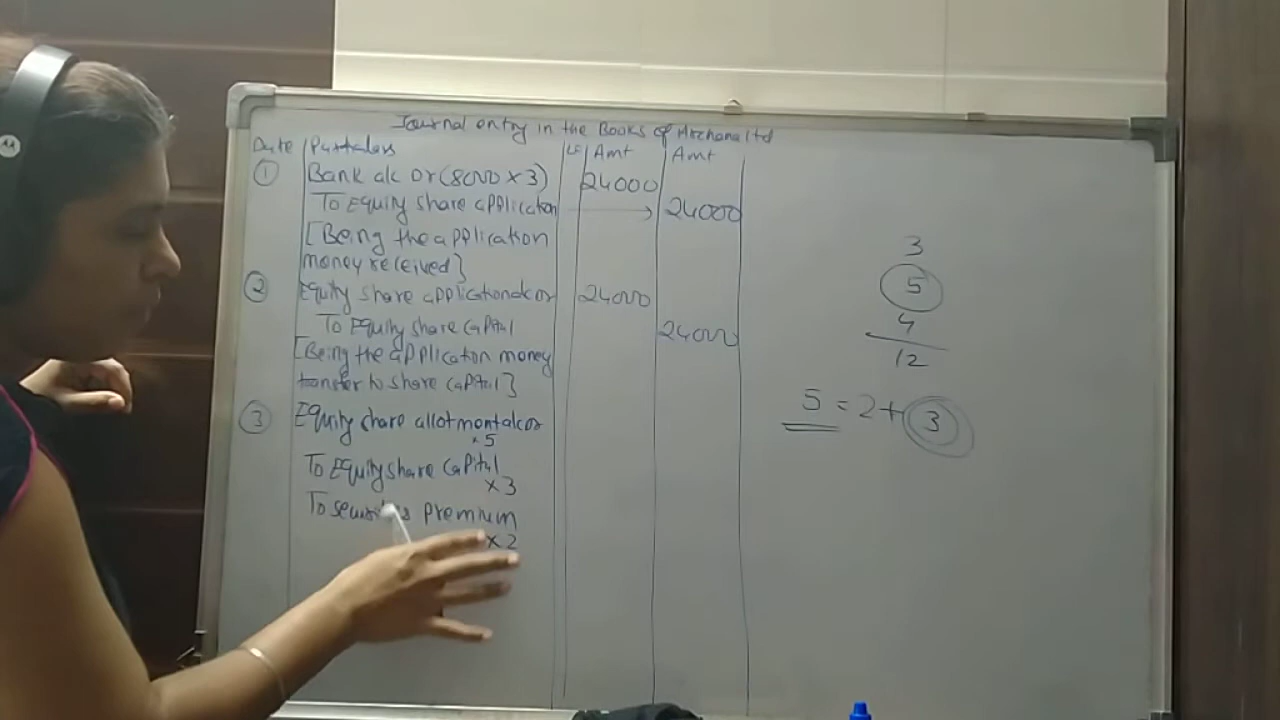 Journal entry in the Books of Archana ltd
Date Particulars LF Amt Amt
① Bank a/c Dr (8000 × 3) 24000
To Equity share application 24000
[Being the application
money received]
② Equity share application a/c Dr 24000
To Equity share capital 24000
[Being the application money
transfer to share capital]
③ Equity share allotment a/c Dr
× 5
To Equity share capital
× 3
To securities premium
× 2
3
5
4
12
5 = 2 + 3